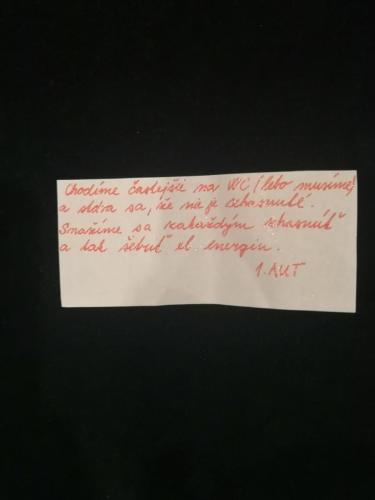 Chodíme častejšie na WC (lebo musíme)
a stáva sa, že nie je zhasnuté.
Snažíme sa zakaždým zhasnúť
a tak šetriť el. energiu.
1. AUT